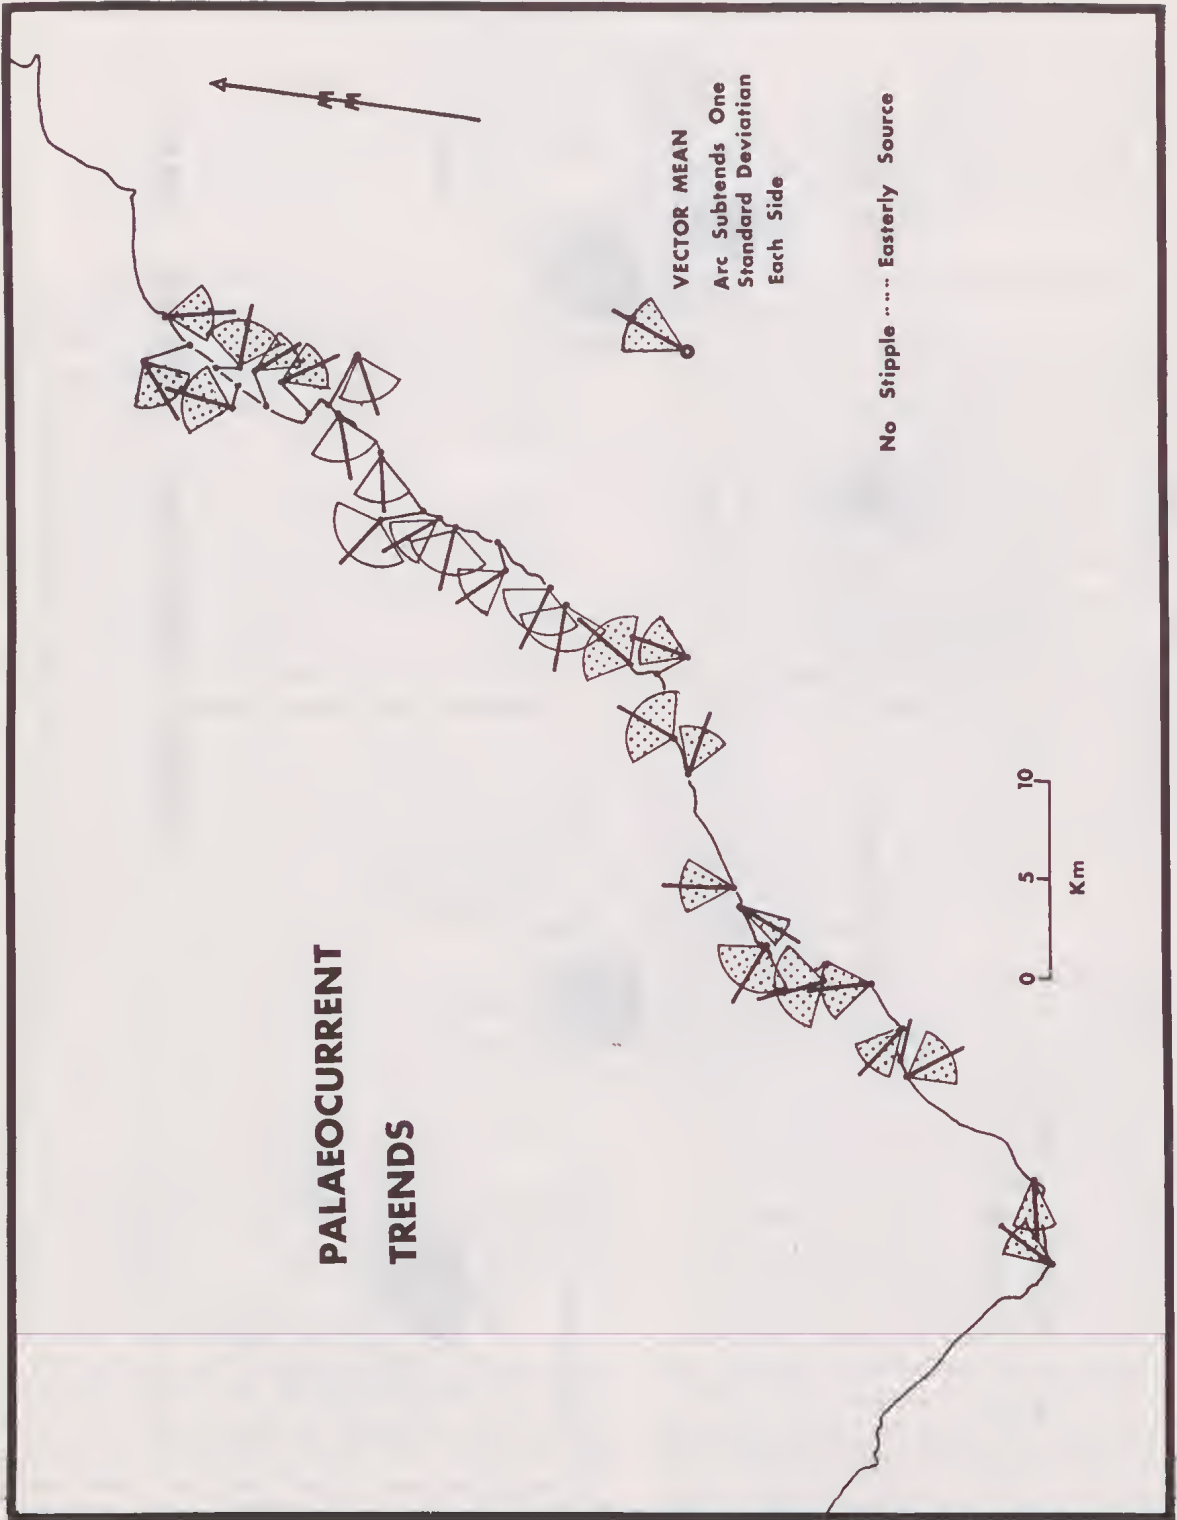 PALAEOCURRENT
TRENDS
VECTOR MEAN
Arc Subtends One
Standard Deviation
Each Side
No Stipple ····· Easterly Source
0 5 10
Km